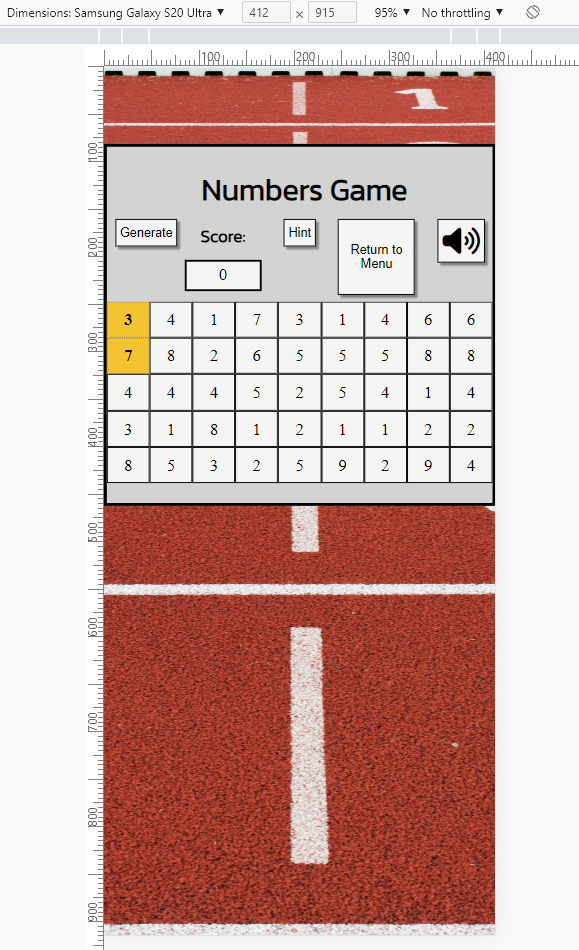 Dimensions: Samsung Galaxy S20 Ultra ▼ 412 × 915 95% ▼ No throttling ▼
100 200 300 400
1
100
200
300
400
500
600
700
800
900
Numbers Game
Generate Score: Hint Return to Menu
0
3 4 1 7 3 1 4 6 6
7 8 2 6 5 5 5 8 8
4 4 4 5 2 5 4 1 4
3 1 8 1 2 1 1 2 2
8 5 3 2 5 9 2 9 4